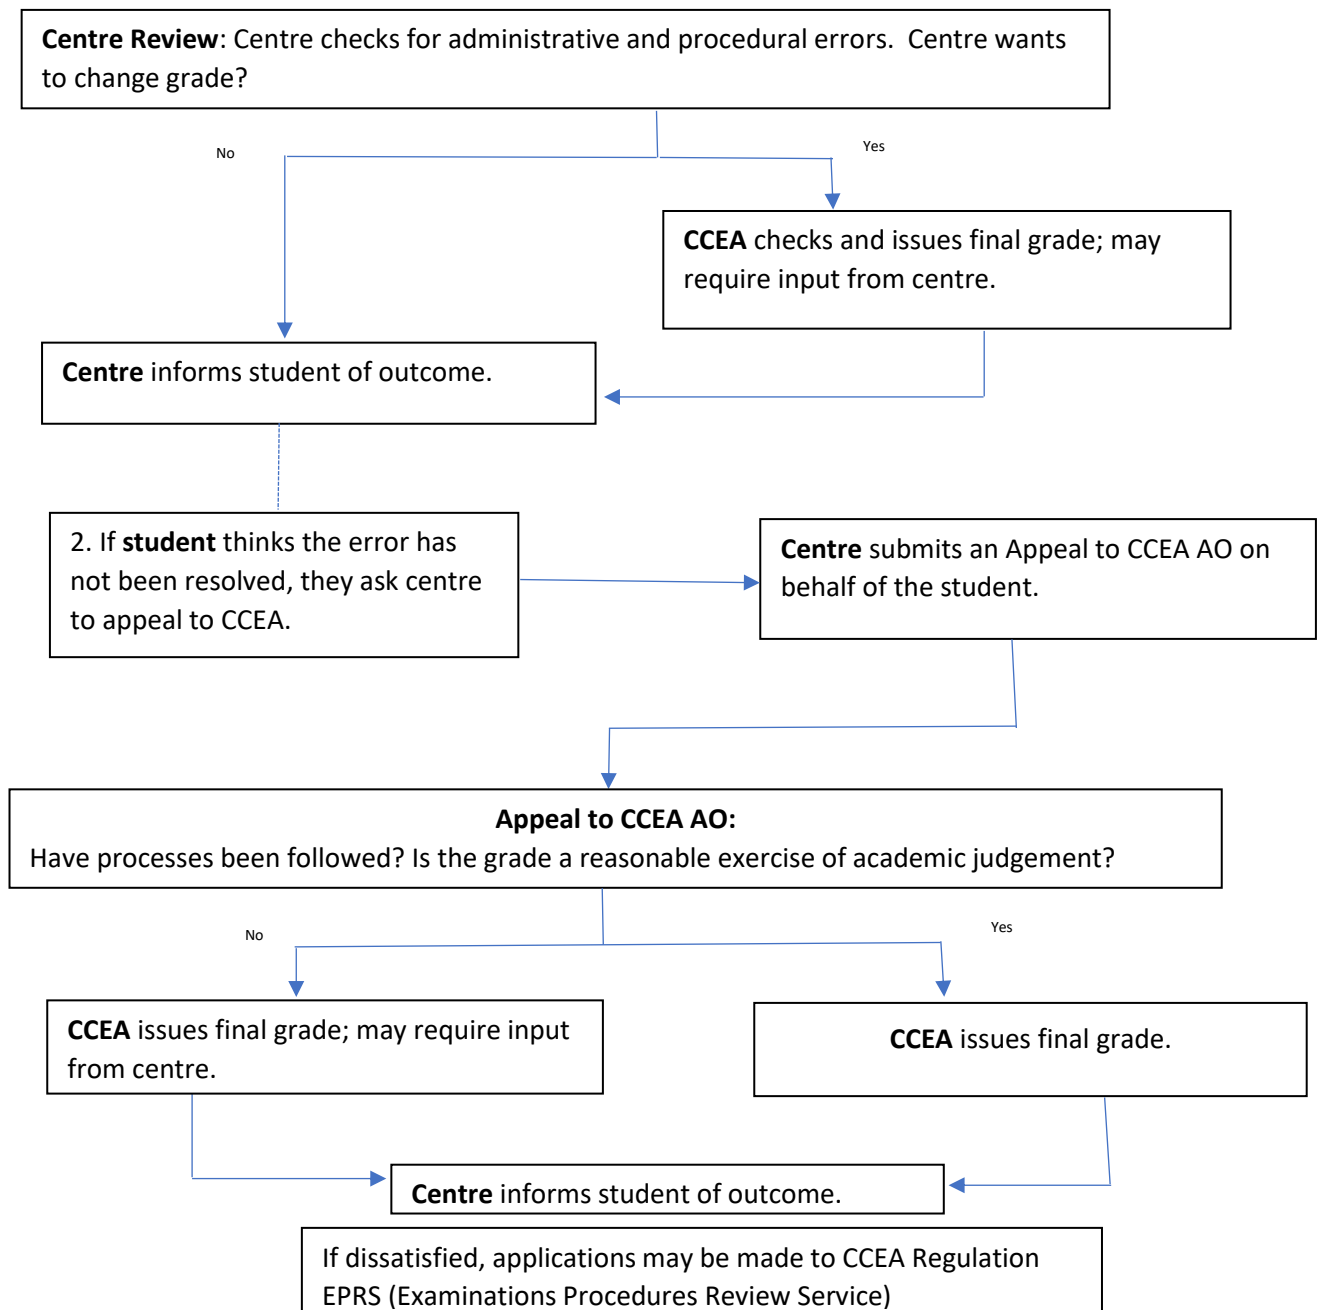 Centre Review: Centre checks for administrative and procedural errors.  Centre wants
to change grade?
No
Yes
CCEA checks and issues final grade; may
require input from centre.
Centre informs student of outcome.
2. If student thinks the error has
not been resolved, they ask centre
to appeal to CCEA.
Centre submits an Appeal to CCEA AO on
behalf of the student.
Appeal to CCEA AO:
Have processes been followed? Is the grade a reasonable exercise of academic judgement?
No
Yes
CCEA issues final grade; may require input
from centre.
CCEA issues final grade.
Centre informs student of outcome.
If dissatisfied, applications may be made to CCEA Regulation
EPRS (Examinations Procedures Review Service)